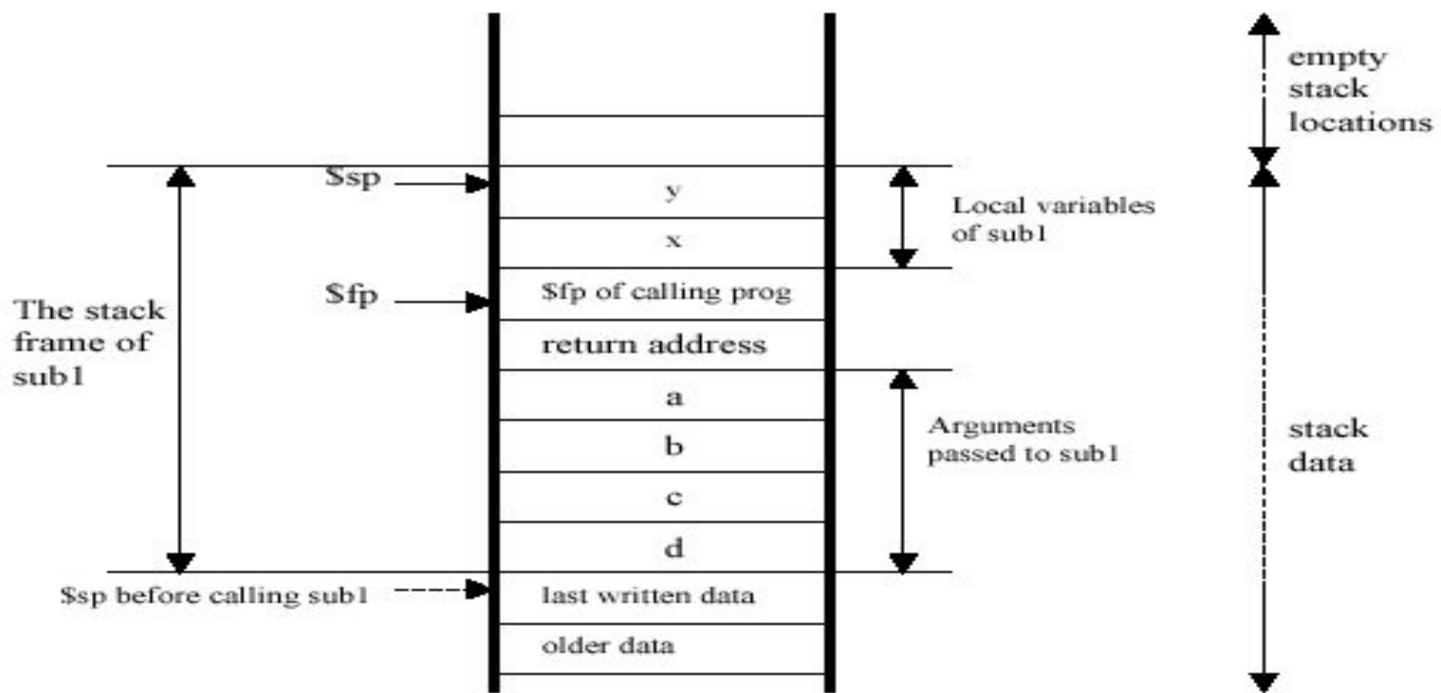 empty
stack
locations
$sp
y
Local variables
of sub1
x
The stack
frame of
sub1
$fp
$fp of calling prog
return address
a
Arguments
passed to sub1
b
c
d
stack
data
$sp before calling sub1
last written data
older data